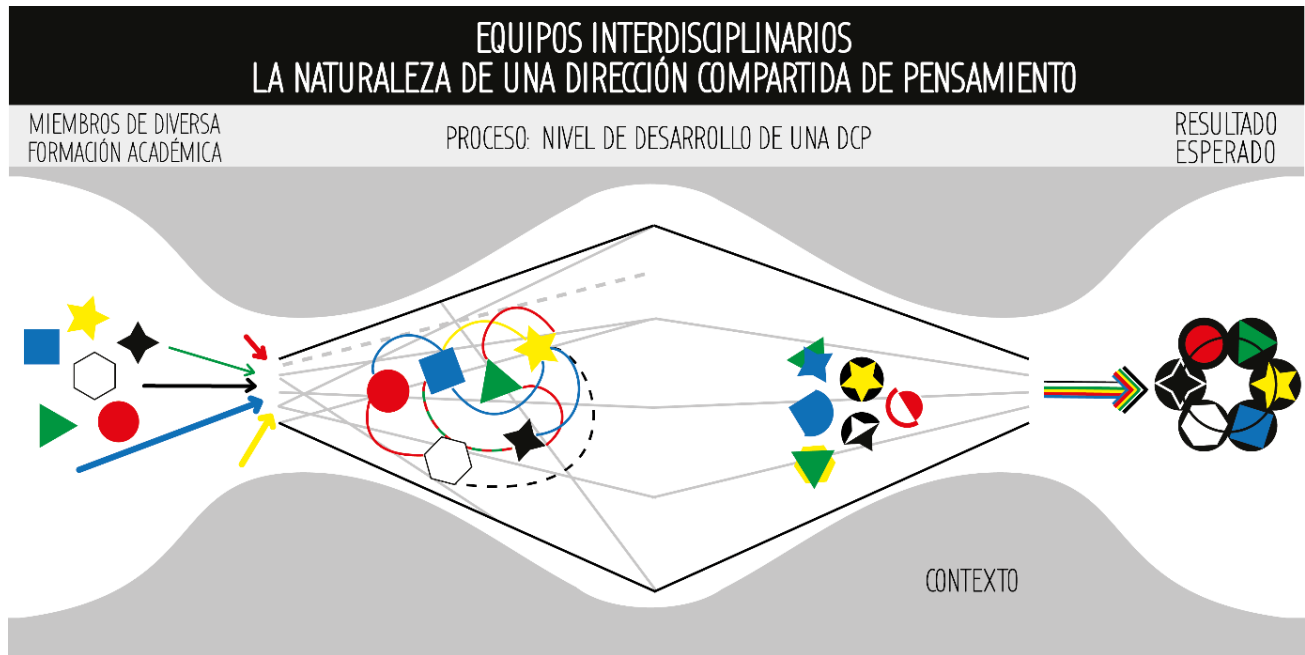 EQUIPOS INTERDISCIPLINARIOS
LA NATURALEZA DE UNA DIRECCIÓN COMPARTIDA DE PENSAMIENTO
MIEMBROS DE DIVERSA
FORMACIÓN ACADÉMICA
PROCESO: NIVEL DE DESARROLLO DE UNA DCP
RESULTADO
ESPERADO
CONTEXTO